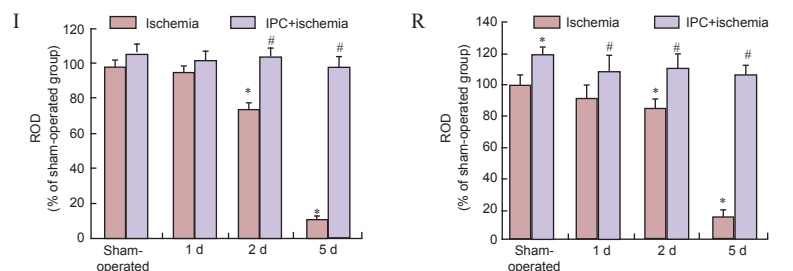 I
Ischemia
IPC+ischemia
ROD
(% of sham-operated group)
120
100
80
60
40
20
0
*
*
#
#
Sham-
operated
1 d
2 d
5 d
R
Ischemia
IPC+ischemia
ROD
(% of sham-operated group)
140
120
100
80
60
40
20
0
*
#
*
#
*
#
Sham-
operated
1 d
2 d
5 d